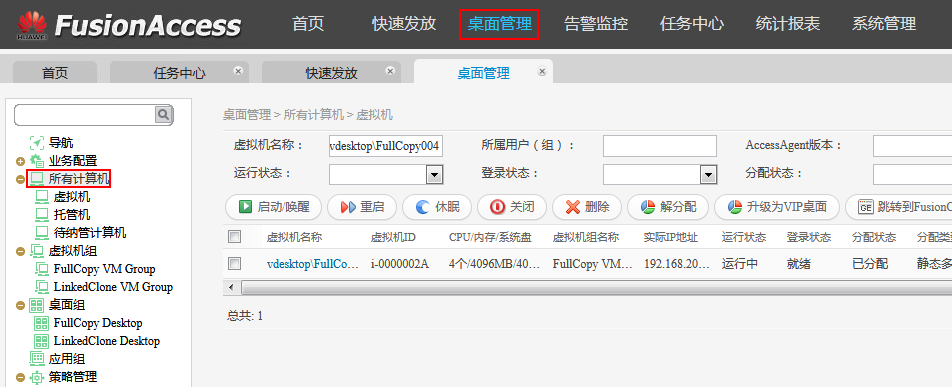 HUAWEI FusionAccess 首页 快速发放 桌面管理 告警监控 任务中心 统计报表 系统管理
首页 任务中心 快速发放 桌面管理
桌面管理 > 所有计算机 > 虚拟机
导航
业务配置
所有计算机
虚拟机
托管机
待纳管计算机
虚拟机组
FullCopy VM Group
LinkedClone VM Group
桌面组
FullCopy Desktop
LinkedClone Desktop
应用组
策略管理
虚拟机名称： vdesktop\FullCopy004 所属用户（组）： AccessAgent版本：
运行状态： 登录状态： 分配状态：
启动/唤醒 重启 休眠 关闭 删除 解分配 升级为VIP桌面 GE 跳转到FusionC
虚拟机名称 虚拟机ID CPU/内存/系统盘 虚拟机组名称 实际IP地址 运行状态 登录状态 分配状态 分配类
vdesktop\FullCo... i-0000002A 4个/4096MB/40... FullCopy VM... 192.168.20... 运行中 就绪 已分配 静态多
总共: 1